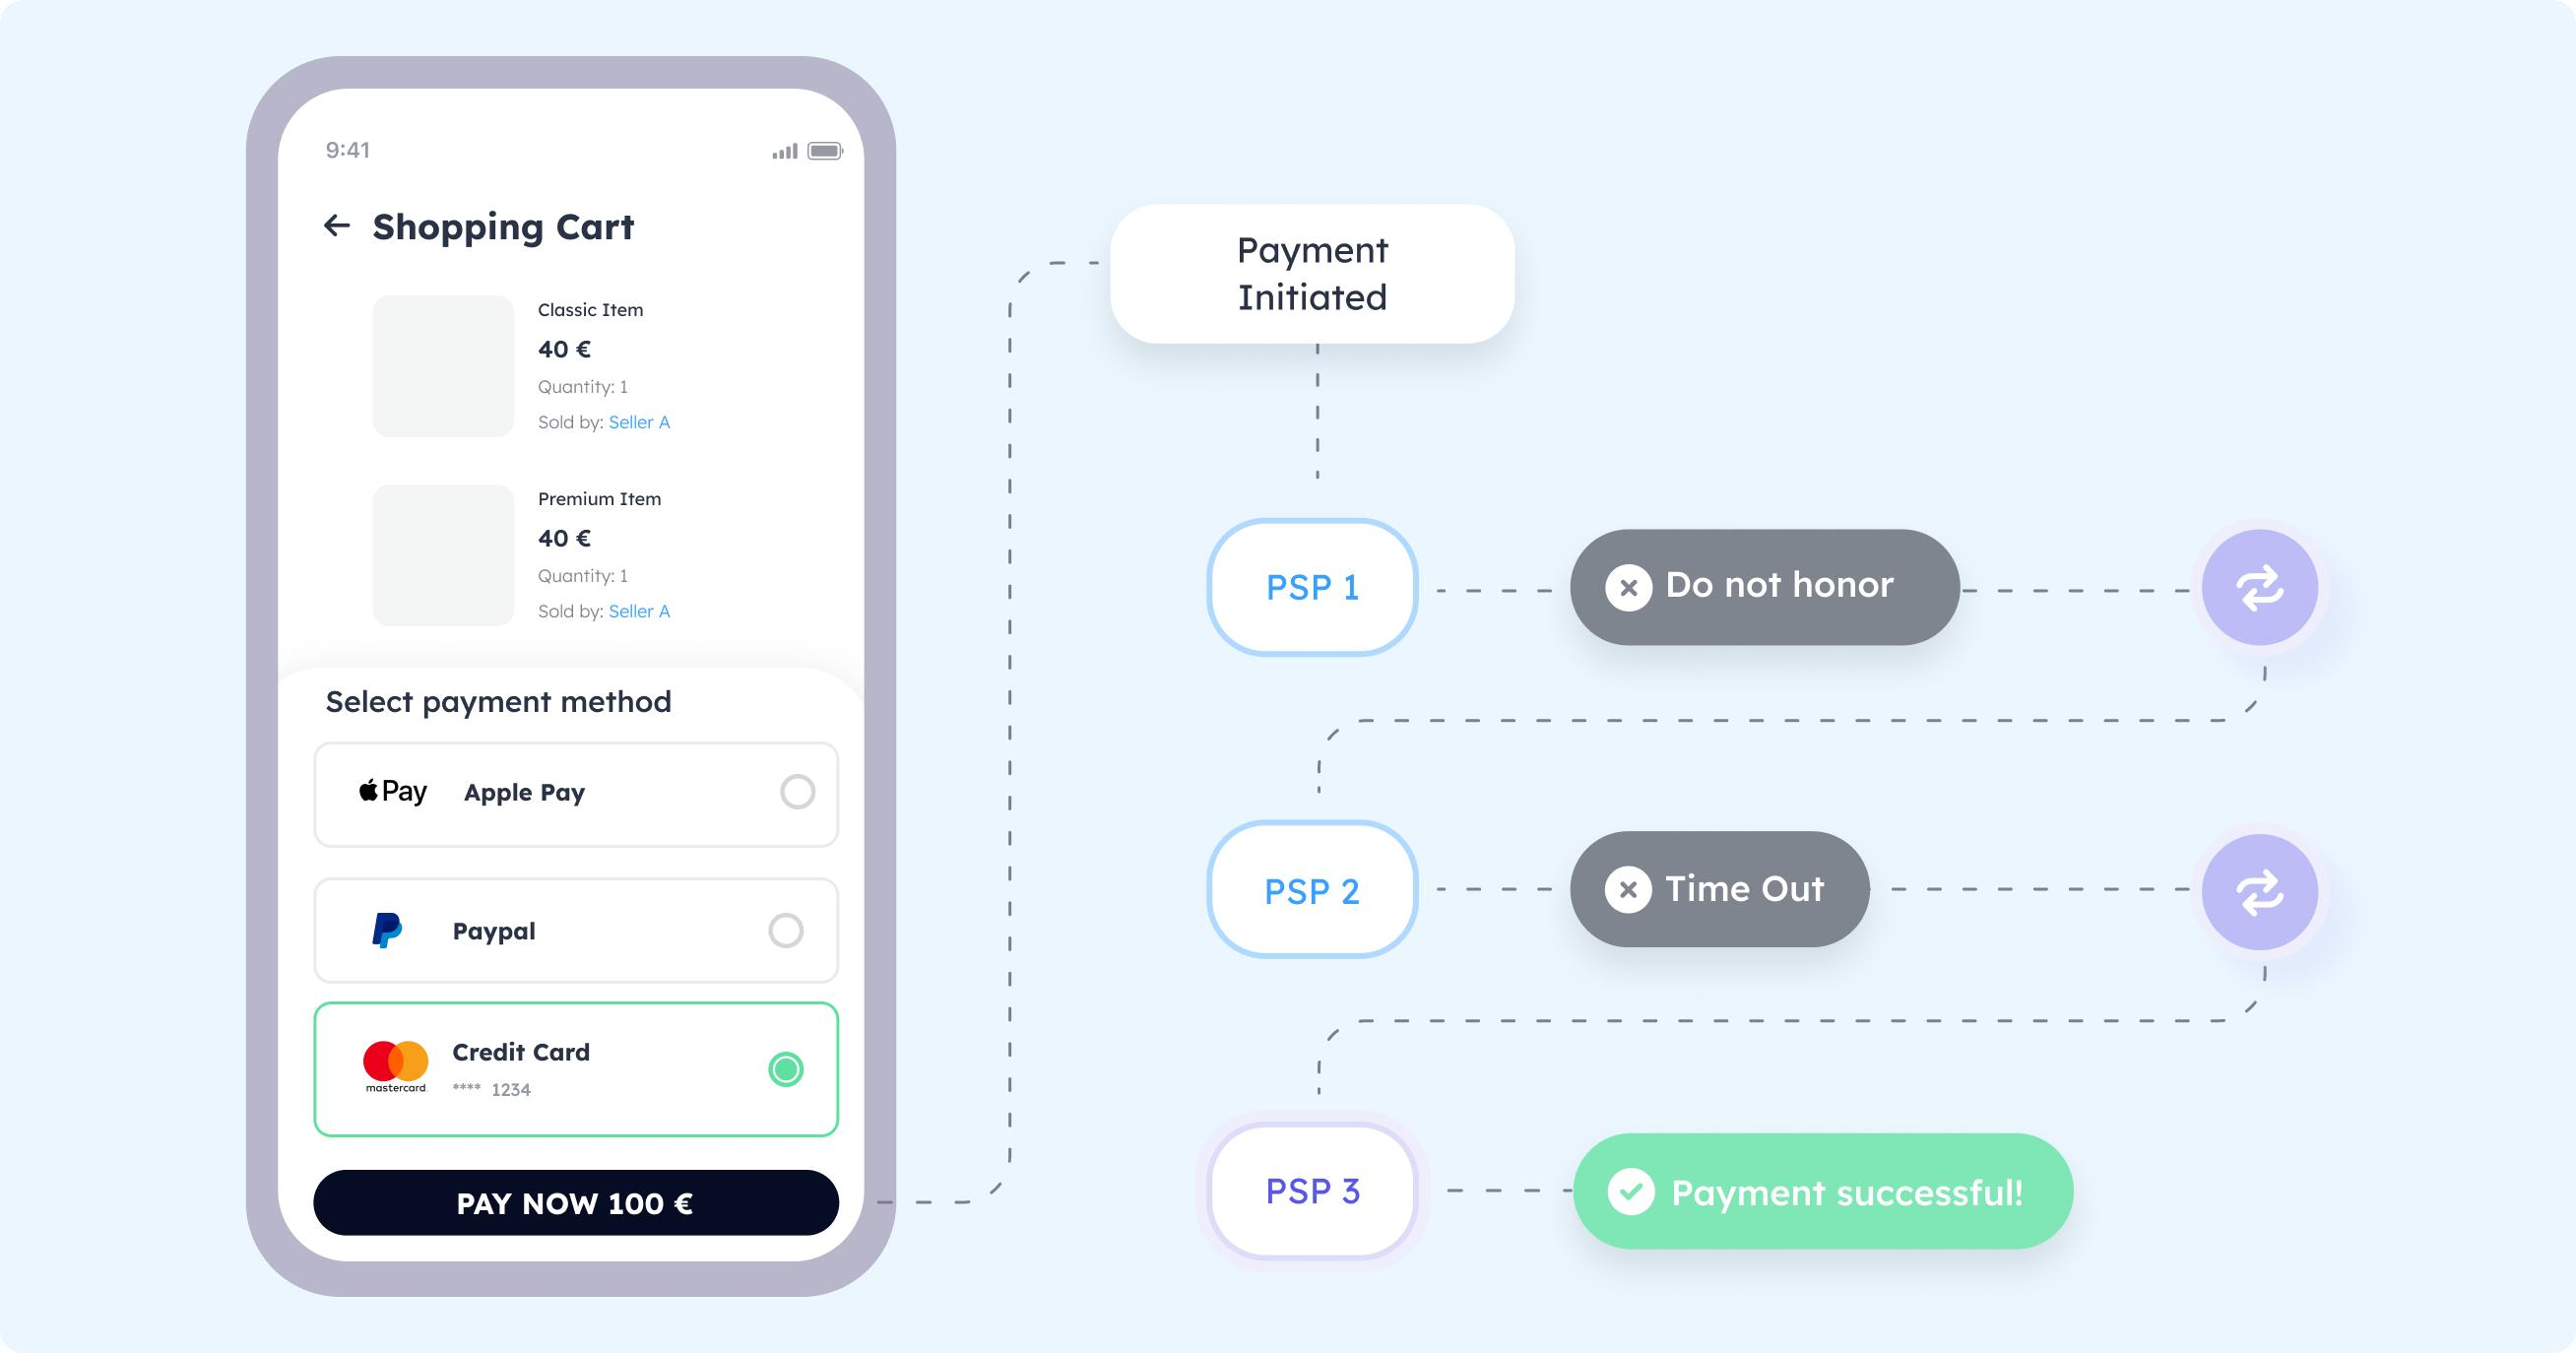 9:41
Shopping Cart
Classic Item
40 €
Quantity: 1
Sold by: Seller A
Premium Item
40 €
Quantity: 1
Sold by: Seller A
Select payment method
Pay Apple Pay
Paypal
mastercard
Credit Card
**** 1234
PAY NOW 100 €
Payment
Initiated
PSP 1
Do not honor
PSP 2
Time Out
PSP 3
Payment successful!